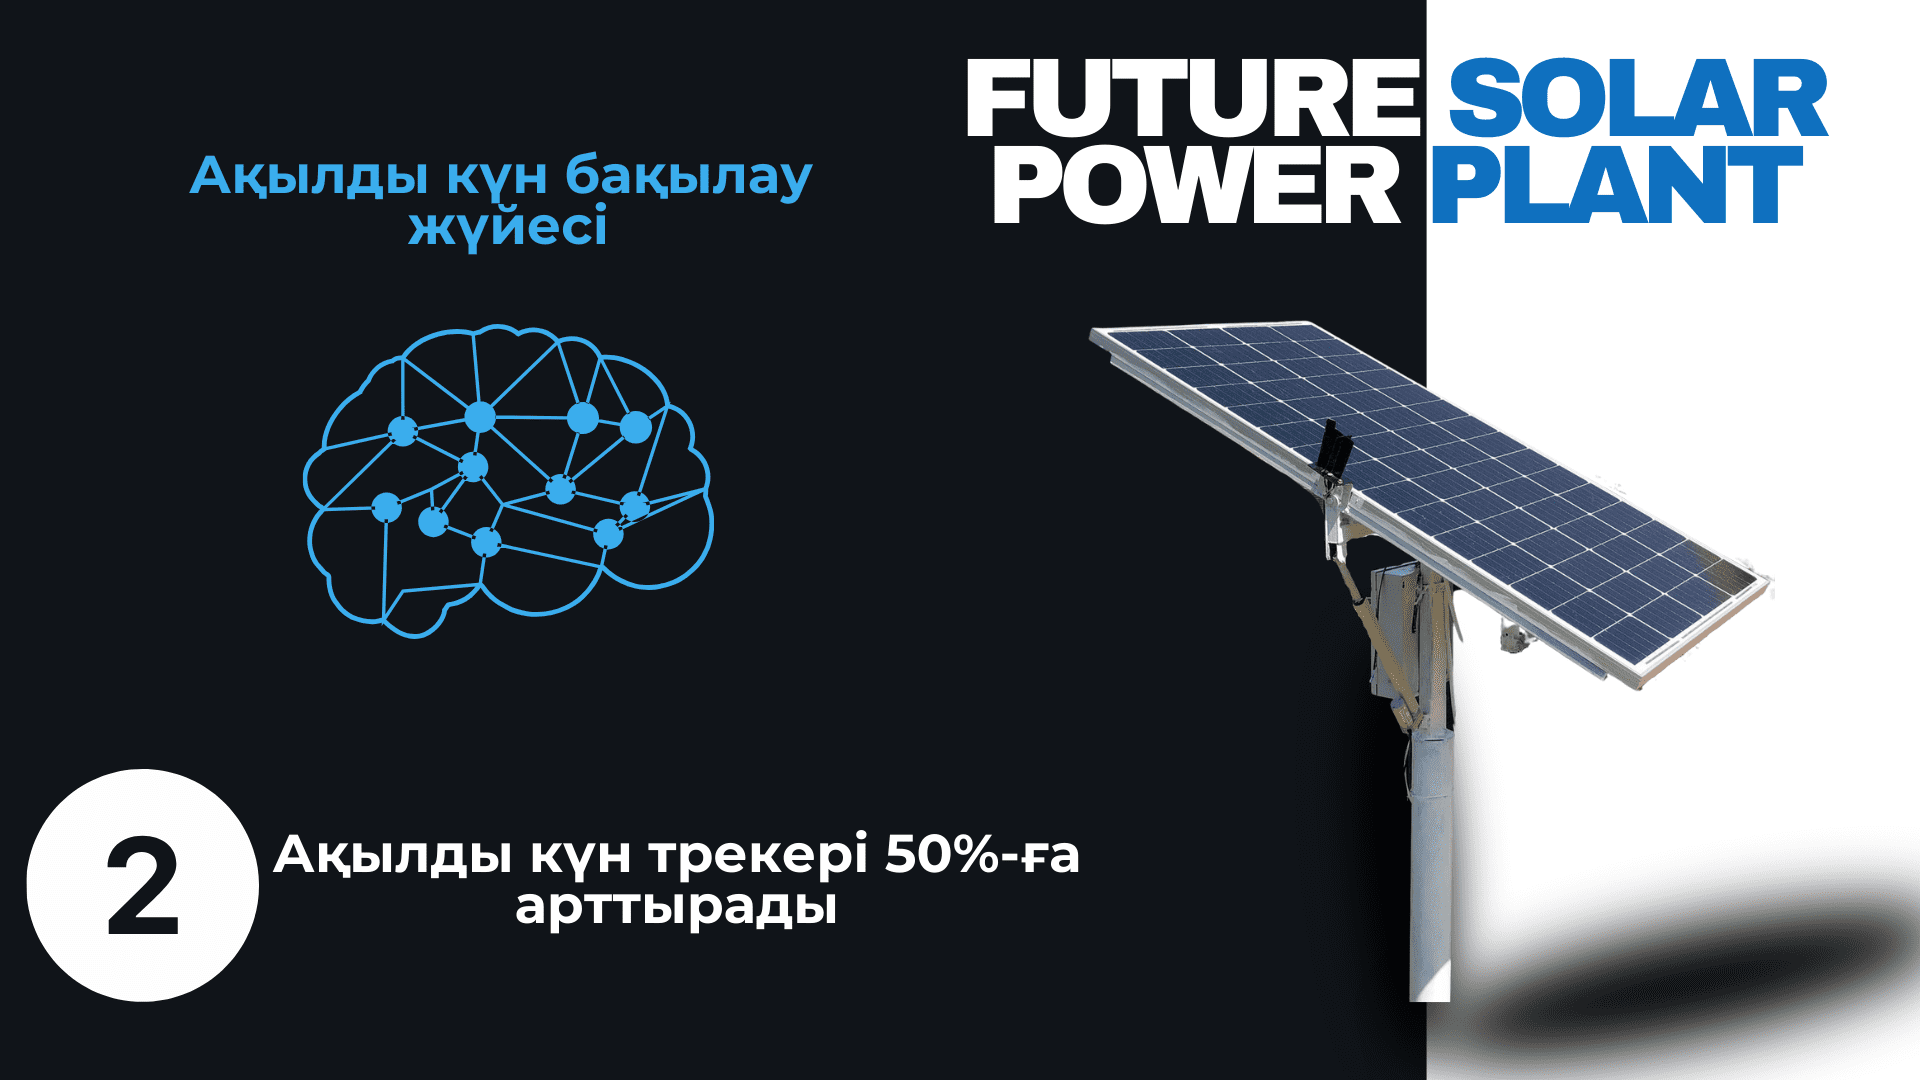 FUTURE SOLAR
POWER PLANT
Ақылды күн бақылау
жүйесі
2
Ақылды күн трекері 50%-ға
арттырады